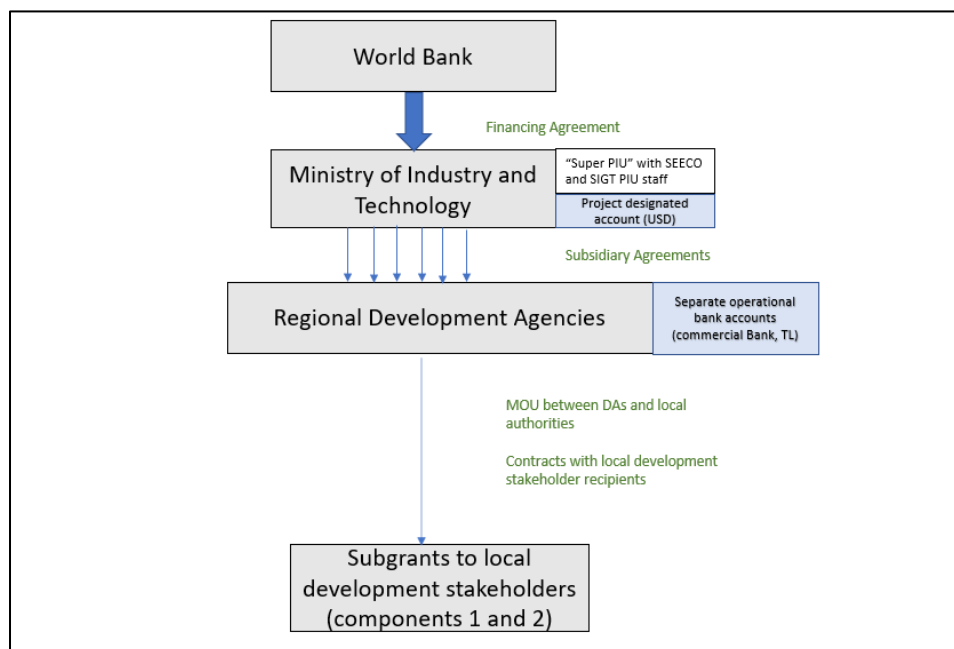 World Bank
Financing Agreement
Ministry of Industry and
Technology
“Super PIU” with SEECO
and SIGT PIU staff
Project designated
account (USD)
Subsidiary Agreements
Regional Development Agencies
Separate operational
bank accounts
(commercial Bank, TL)
MOU between DAs and local
authorities
Contracts with local development
stakeholder recipients
Subgrants to local
development stakeholders
(components 1 and 2)